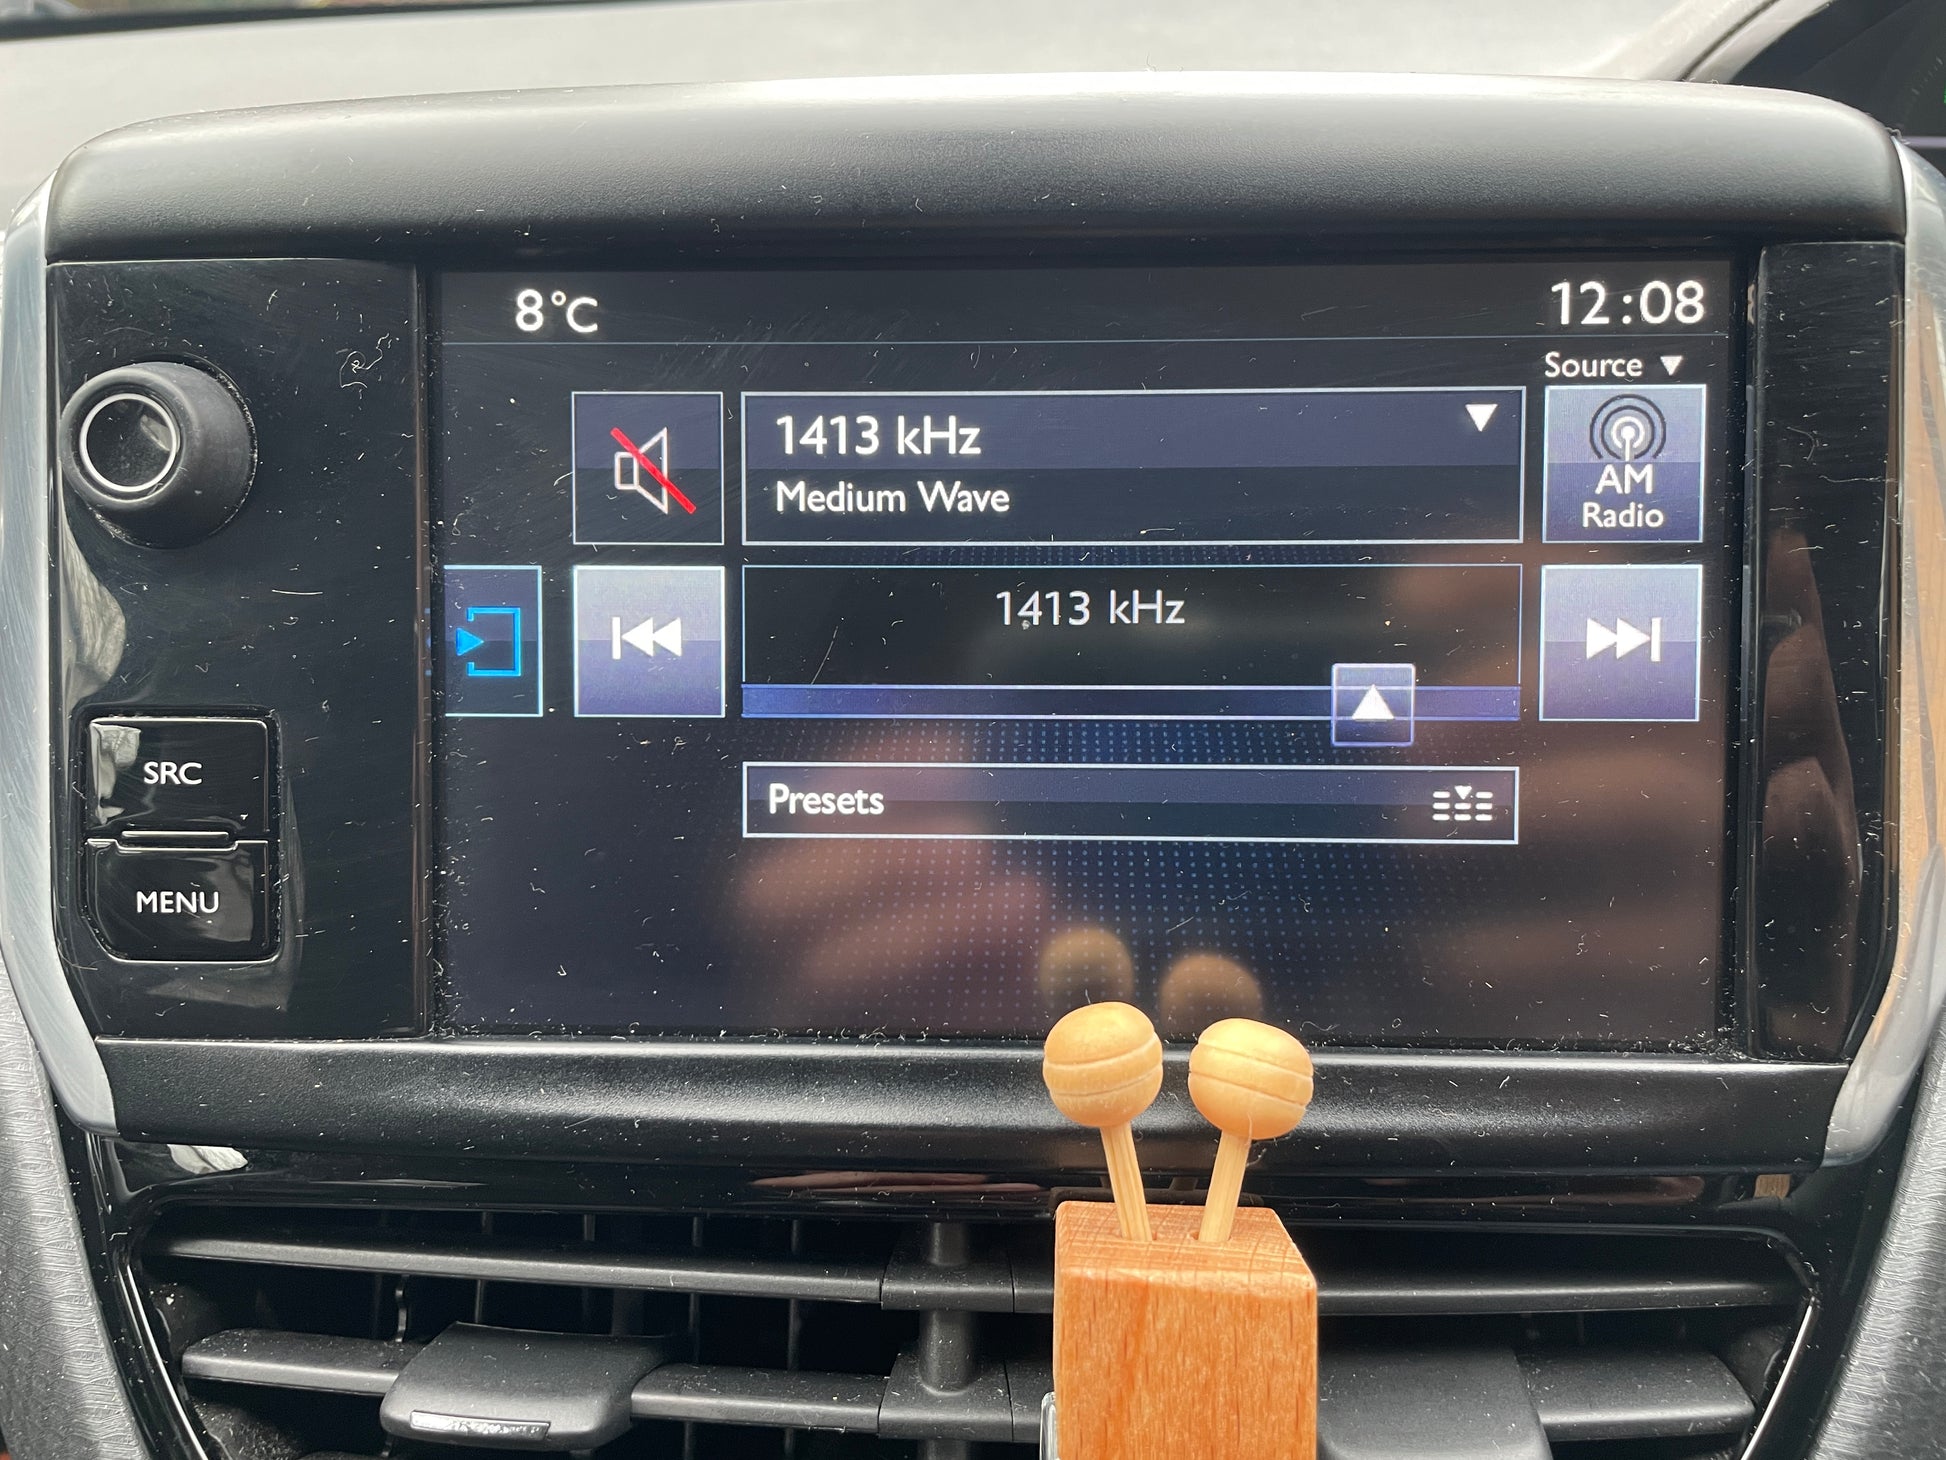 8°C
12:08
Source
1413 kHz
Medium Wave
AM
Radio
1413 kHz
SRC
Presets
MENU